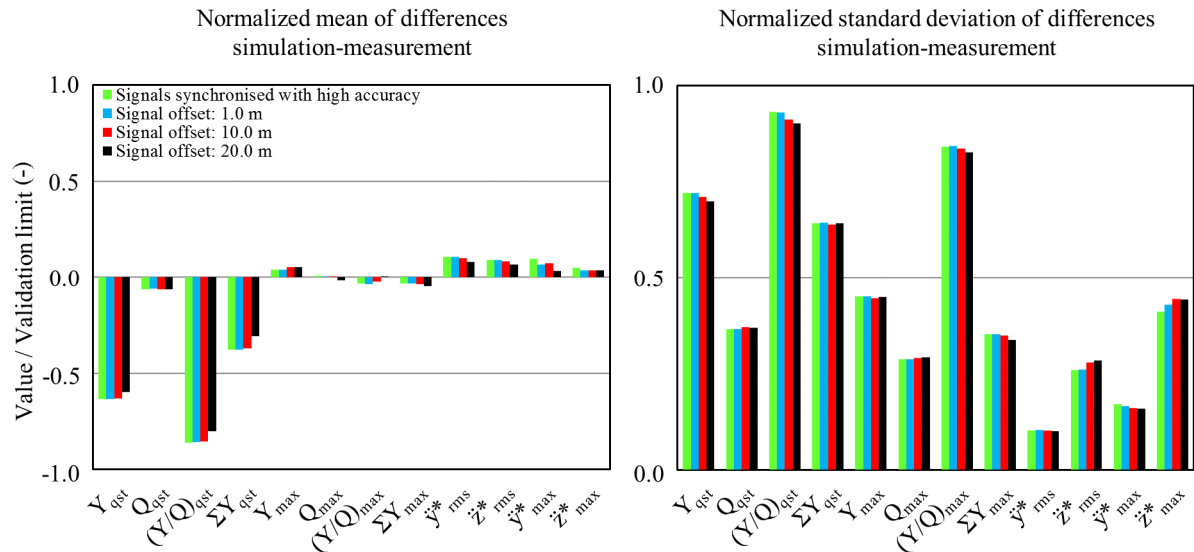 Normalized mean of differences
simulation-measurement
Value / Validation limit (-)
1.0
0.5
0.0
-0.5
-1.0
Signals synchronised with high accuracy
Signal offset: 1.0 m
Signal offset: 10.0 m
Signal offset: 20.0 m
Y qst
Q qst
(Y/Q) qst
ΣY qst
Y max
Q max
(Y/Q) max
ΣY max
ÿ* rms
z̈* rms
ÿ* max
z̈* max
Normalized standard deviation of differences
simulation-measurement
1.0
0.5
0.0
Y qst
Q qst
(Y/Q) qst
ΣY qst
Y max
Q max
(Y/Q) max
ΣY max
ÿ* rms
z̈* rms
ÿ* max
z̈* max